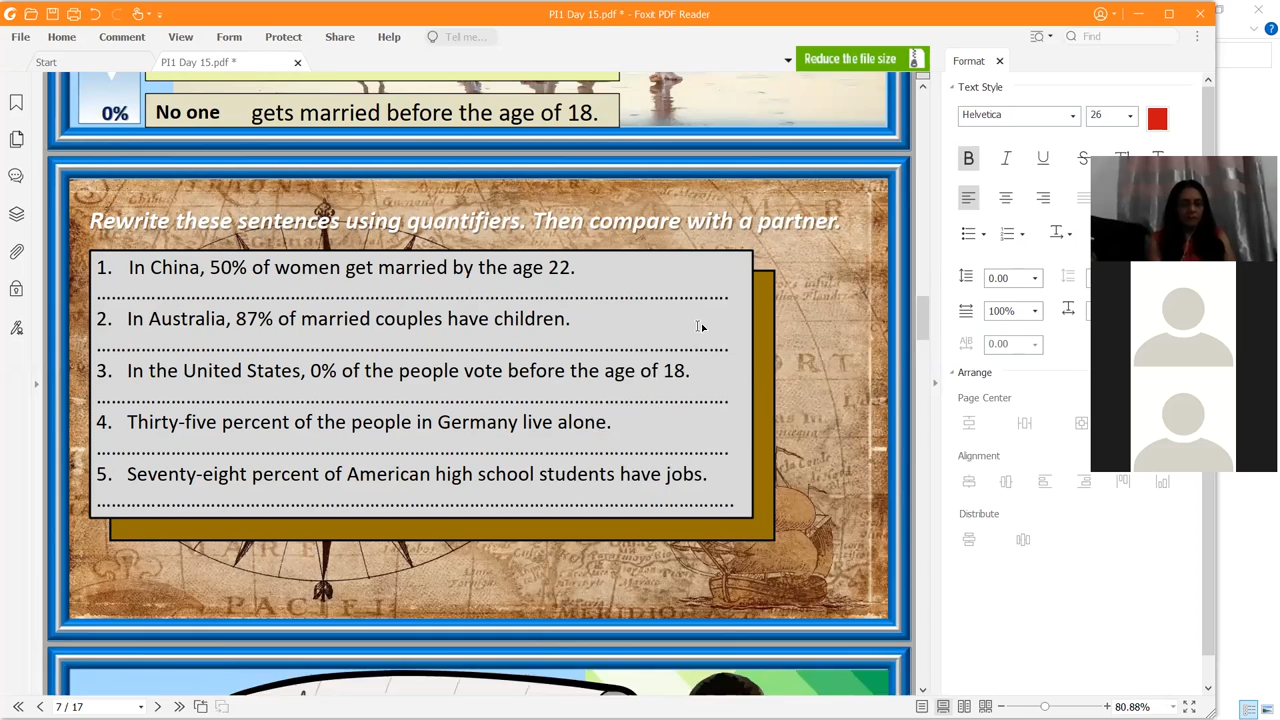 PI1 Day 15.pdf * - Foxit PDF Reader
File Home Comment View Form Protect Share Help Tell me... Find
Start PI1 Day 15.pdf * Reduce the file size Format
0% No one gets married before the age of 18.
Rewrite these sentences using quantifiers. Then compare with a partner.
1. In China, 50% of women get married by the age 22.
2. In Australia, 87% of married couples have children.
3. In the United States, 0% of the people vote before the age of 18.
4. Thirty-five percent of the people in Germany live alone.
5. Seventy-eight percent of American high school students have jobs.
PACIFI
MERIDION
Text Style
Helvetica 26
0.00
100%
0.00
Arrange
Page Center
Alignment
Distribute
7 / 17 80.88%